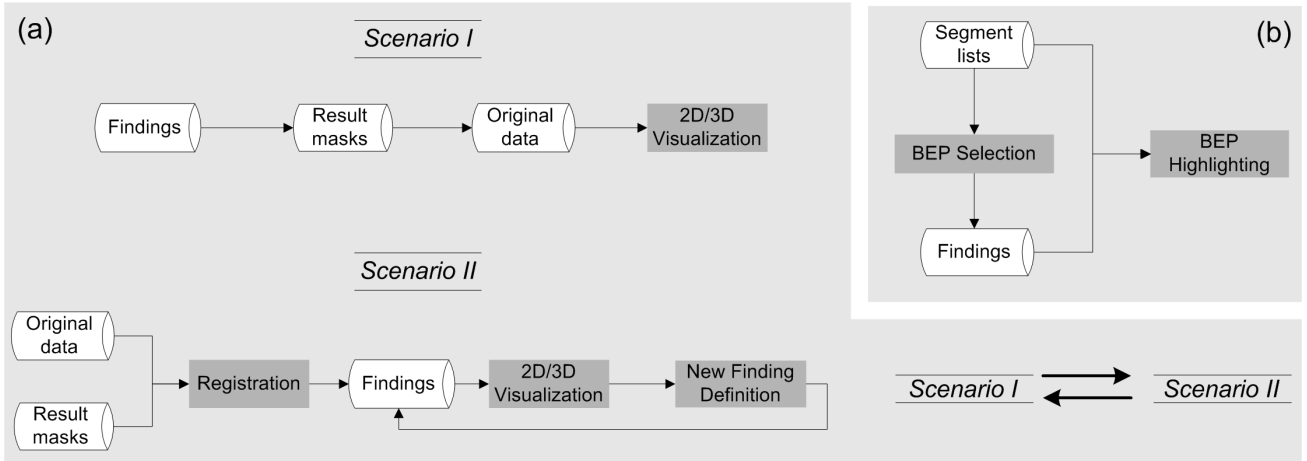 (a)
Scenario I
Findings
Result
masks
Original
data
2D/3D
Visualization
Scenario II
Original
data
Result
masks
Registration
Findings
2D/3D
Visualization
New Finding
Definition
(b)
Segment
lists
BEP Selection
Findings
BEP
Highlighting
Scenario I
Scenario II